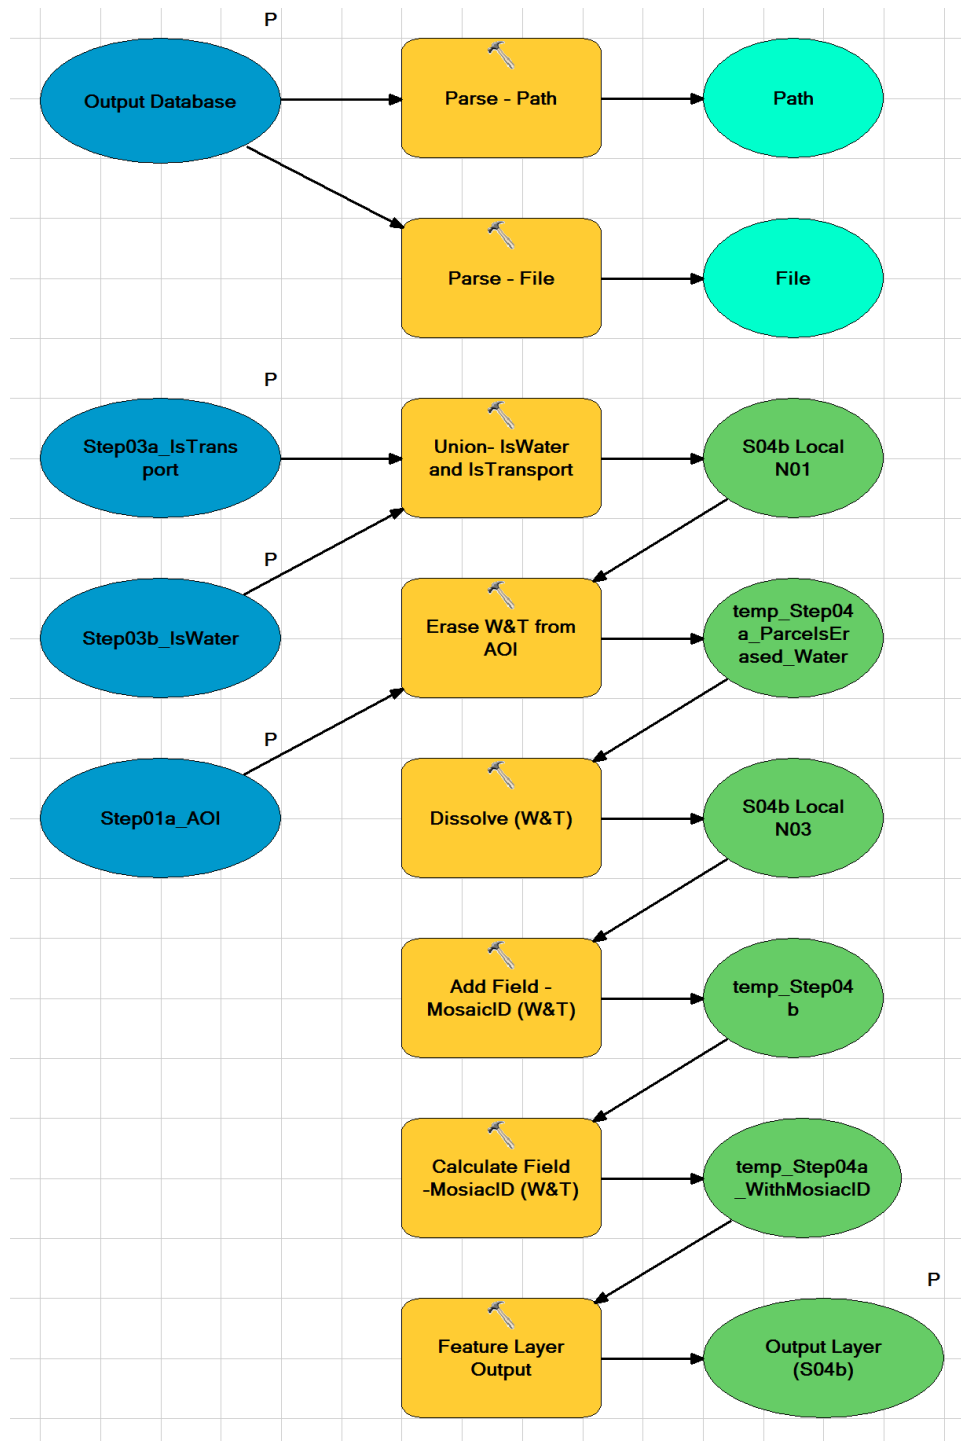 P
Output Database
Parse - Path
Path
Parse - File
File
P
Step03a_IsTrans
port
Union- IsWater
and IsTransport
S04b Local
N01
P
Step03b_IsWater
Erase W&T from
AOI
temp_Step04
a_ParcelsEr
ased_Water
P
Step01a_AOI
Dissolve (W&T)
S04b Local
N03
Add Field -
MosaicID (W&T)
temp_Step04
b
Calculate Field
-MosiacID (W&T)
temp_Step04a
_WithMosiacID
P
Feature Layer
Output
Output Layer
(S04b)